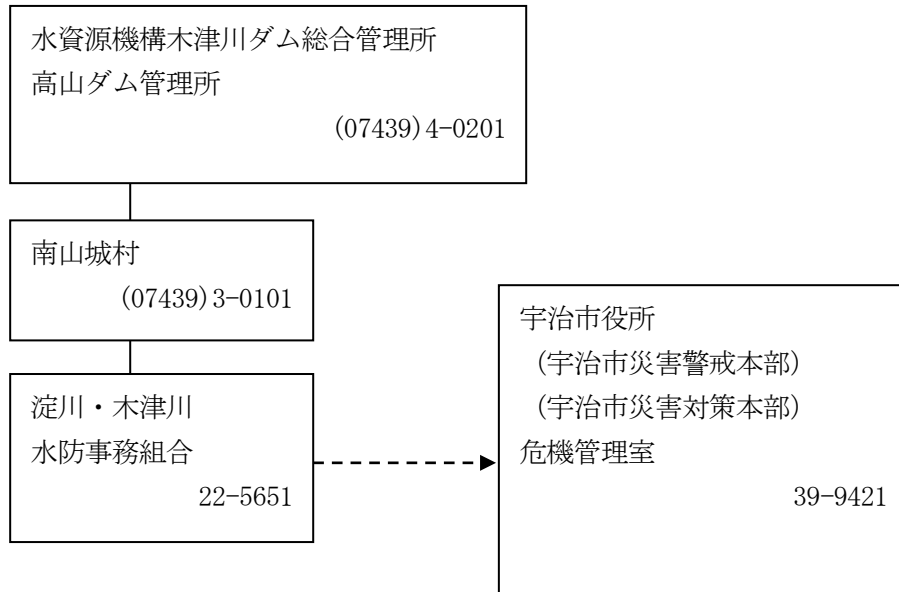 水資源機構木津川ダム総合管理所
高山ダム管理所
(07439)4-0201
南山城村
(07439)3-0101
淀川・木津川
水防事務組合
22-5651
宇治市役所
(宇治市災害警戒本部)
(宇治市災害対策本部)
危機管理室
39-9421